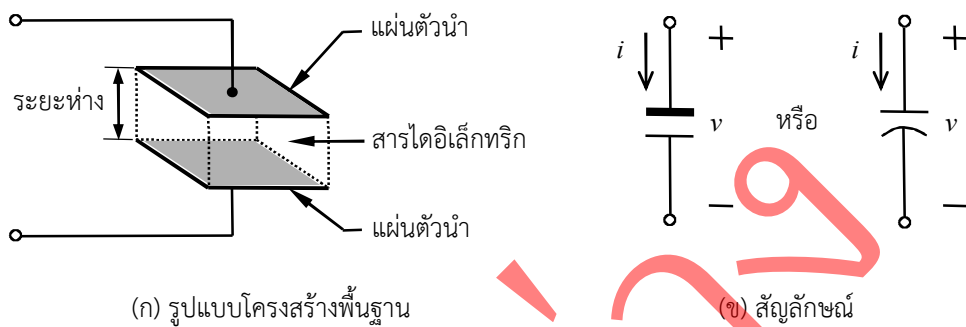 แผ่นตัวนำ
ระยะห่าง
สารไดอิเล็กทริก
แผ่นตัวนำ
(ก) รูปแบบโครงสร้างพื้นฐาน
i
+
v
−
หรือ
i
+
v
−
(ข) สัญลักษณ์